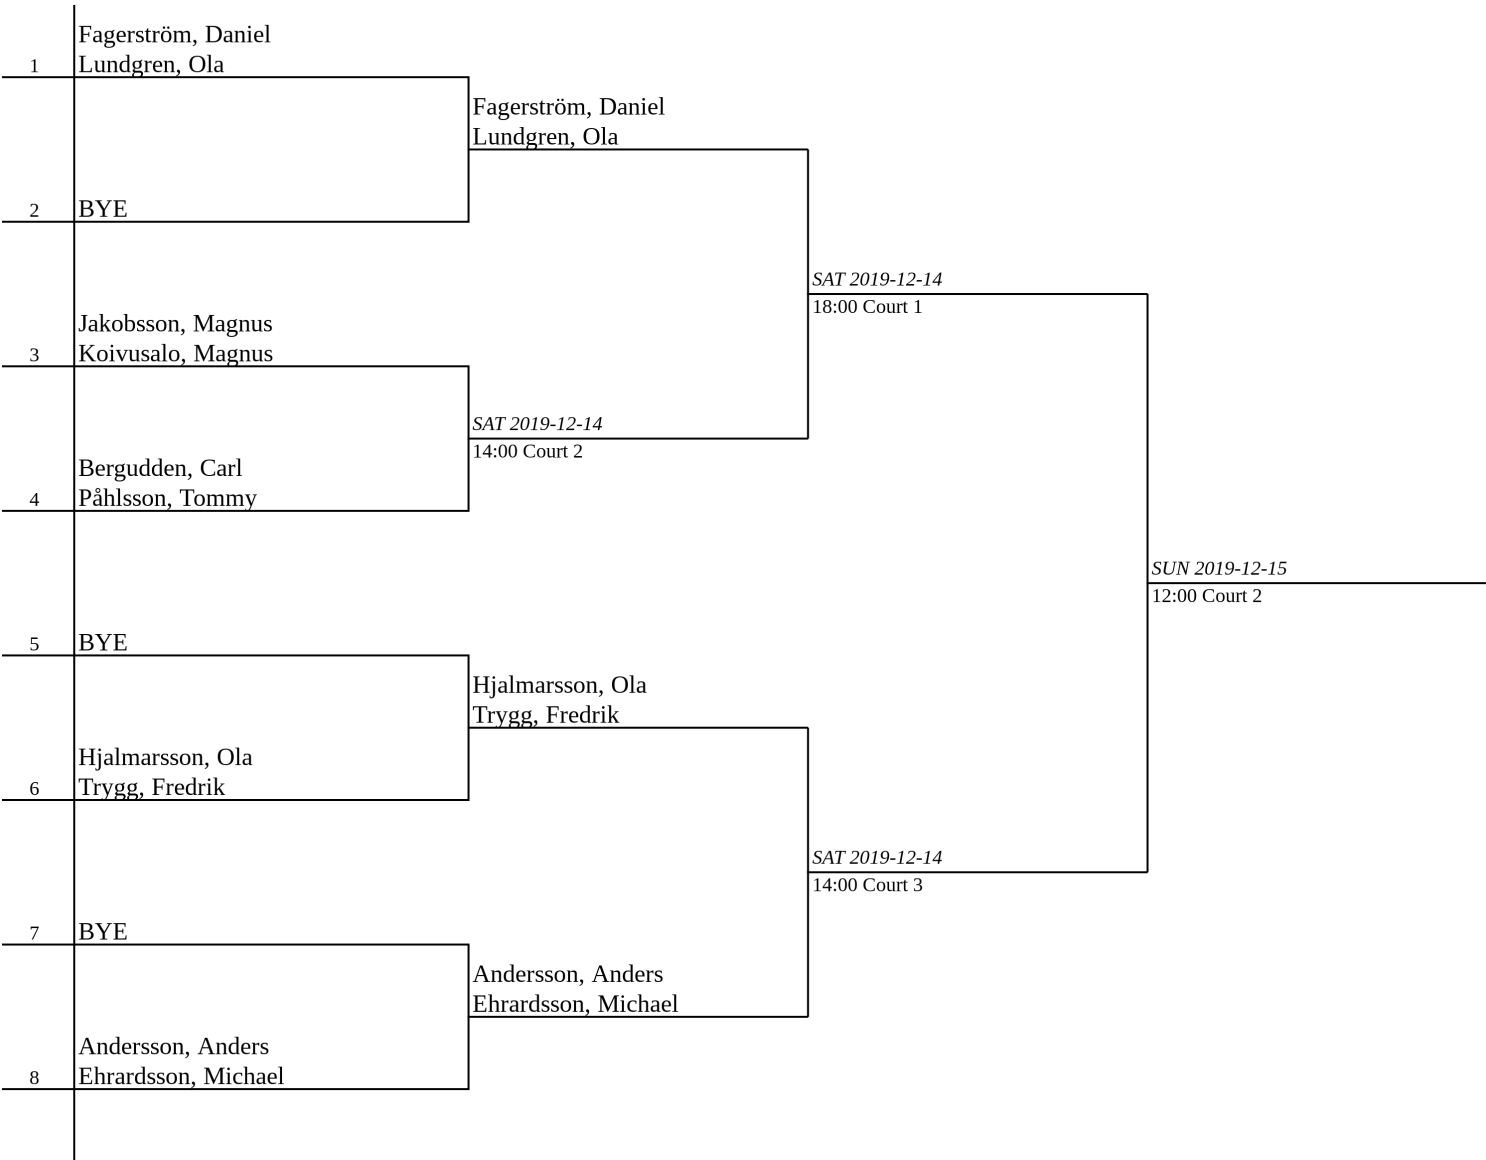 Fagerström, Daniel
1 Lundgren, Ola
Fagerström, Daniel
Lundgren, Ola
2 BYE
SAT 2019-12-14
18:00 Court 1
Jakobsson, Magnus
3 Koivusalo, Magnus
SAT 2019-12-14
14:00 Court 2
Bergudden, Carl
4 Påhlsson, Tommy
SUN 2019-12-15
12:00 Court 2
5 BYE
Hjalmarsson, Ola
Trygg, Fredrik
Hjalmarsson, Ola
6 Trygg, Fredrik
SAT 2019-12-14
14:00 Court 3
7 BYE
Andersson, Anders
Ehrardsson, Michael
Andersson, Anders
8 Ehrardsson, Michael